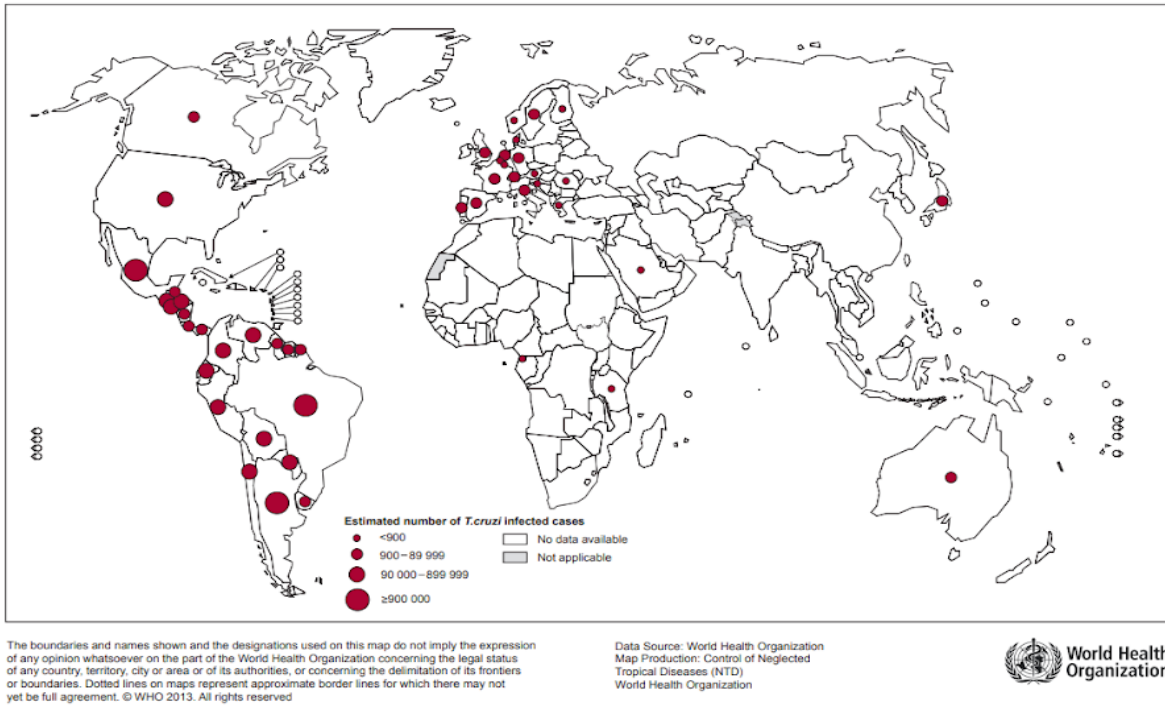 Estimated number of T.cruzi infected cases
<900
900–89 999
90 000–899 999
≥900 000
No data available
Not applicable
The boundaries and names shown and the designations used on this map do not imply the expression
of any opinion whatsoever on the part of the World Health Organization concerning the legal status
of any country, territory, city or area or of its authorities, or concerning the delimitation of its frontiers
or boundaries. Dotted lines on maps represent approximate border lines for which there may not
yet be full agreement. © WHO 2013. All rights reserved
Data Source: World Health Organization
Map Production: Control of Neglected
Tropical Diseases (NTD)
World Health Organization
World Health
Organization